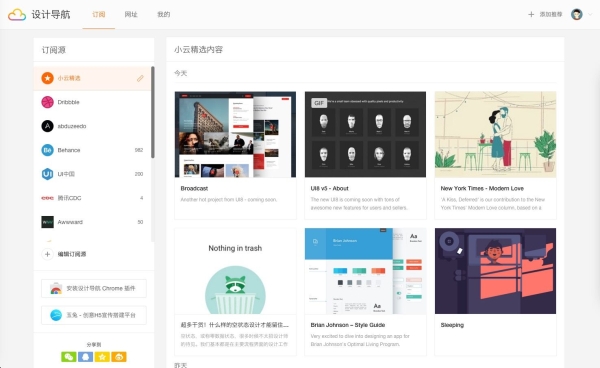 设计导航
订阅
网址
我的
添加推荐
订阅源
小云精选
Dribbble
abduzeedo
Behance 982
UI中国 200
腾讯CDC 4
Awwward 50
编辑订阅源
安装设计导航 Chrome 插件
玉兔 - 创意H5宣传搭建平台
分享到
小云精选内容
今天
Broadcast
Another hot project from UI8 - coming soon.
GIF
UI8 v5 - About
The new UI8 is coming soon with tons of
awesome new features for users and sellers.
New York Times - Modern Love
"A Kiss, Deferred" is our contribution to the New
York Times' Modern Love column, based on a
Nothing in trash
超多干货！什么样的空状态设计才能留住...
Brian Johnson
Aa
Aa
Brian Johnson - Style Guide
Very excited to dive into designing an app for
Brian Johnson's Optimal Living Program.
Sleeping
昨天